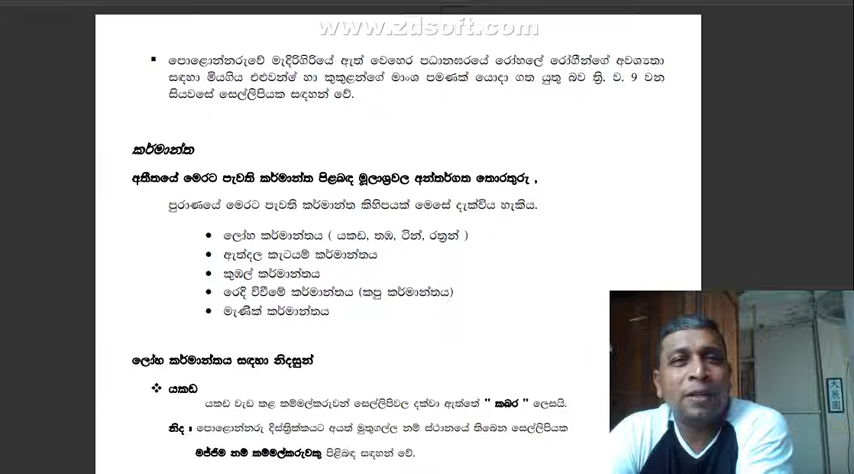 www.zdsoft.com
▪ පොළොන්නරුවේ මැදිරිගිරියේ ඇත් වෙහෙර පධානඝරයේ රෝහලේ රෝගීන්ගේ අවශ්‍යතා
සඳහා මියගිය එළුවන්ගේ හා කුකුළන්ගේ මාංශ පමණක් යොදා ගත යුතු බව ත්‍රි. ව. 9 වන
සියවසේ සෙල්ලිපියක සඳහන් වේ.
කර්මාන්ත
අතීතයේ මෙරට පැවති කර්මාන්ත පිළබඳ මූලාශ්‍රවල අන්තර්ගත තොරතුරු ,
පුරාණයේ මෙරට පැවති කර්මාන්ත කිහිපයක් මෙසේ දැක්විය හැකිය.
• ලෝහ කර්මාන්තය ( යකඩ, තඹ, ටින්, රත්‍රන් )
• ඇත්දල කැටයම් කර්මාන්තය
• කුඹල් කර්මාන්තය
• රෙදි විවීමේ කර්මාන්තය (කපු කර්මාන්තය)
• මැණික් කර්මාන්තය
ලෝහ කර්මාන්තය සඳහා නිදසුන්
❖ යකඩ
යකඩ වැඩ කළ කම්මල්කරුවන් සෙල්ලිපිවල දක්වා ඇත්තේ " කබර " ලෙසයි.
නිද : පොළොන්නරු දිස්ත්‍රික්කයට අයත් මුතුගල්ල නම් ස්ථානයේ තිබෙන සෙල්ලිපියක
මජ්ජිම නම් කම්මල්කරුවකු පිළිබඳ සඳහන් වේ.